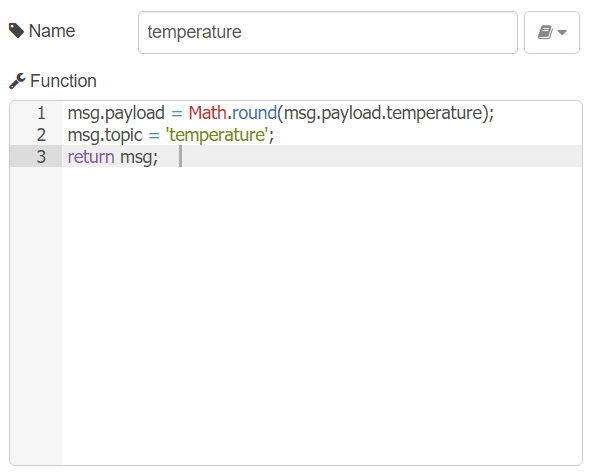 Name
temperature
Function
1 msg.payload = Math.round(msg.payload.temperature);
2 msg.topic = 'temperature';
3 return msg;